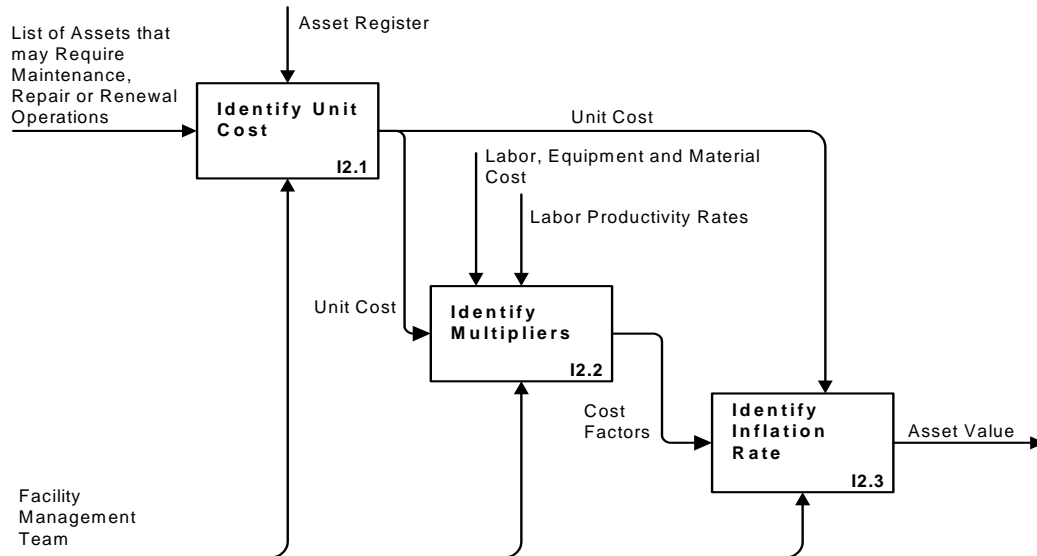 List of Assets that
may Require
Maintenance,
Repair or Renewal
Operations
Asset Register
Identify Unit
Cost
I2.1
Unit Cost
Labor, Equipment and Material
Cost
Labor Productivity Rates
Unit Cost
Identify
Multipliers
I2.2
Cost
Factors
Identify
Inflation
Rate
I2.3
Asset Value
Facility
Management
Team